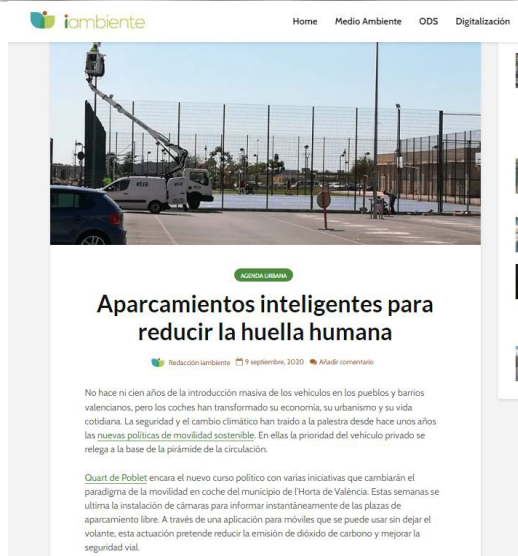 iambiente
Home Medio Ambiente ODS Digitalización
etra
etra
AGENDA URBANA
Aparcamientos inteligentes para
reducir la huella humana
Redacción iambiente 9 septiembre, 2020 Añadir comentario
No hace ni cien años de la introducción masiva de los vehículos en los pueblos y barrios
valencianos, pero los coches han transformado su economía, su urbanismo y su vida
cotidiana. La seguridad y el cambio climático han traido a la palestra desde hace unos años
las nuevas políticas de movilidad sostenible. En ellas la prioridad del vehículo privado se
relega a la base de la pirámide de la circulación.
Quart de Poblet encara el nuevo curso político con varias iniciativas que cambiarán el
paradigma de la movilidad en coche del municipio de l'Horta de València. Estas semanas se
ultima la instalación de cámaras para informar instantáneamente de las plazas de
aparcamiento libre. A través de una aplicación para móviles que se puede usar sin dejar el
volante, esta actuación pretende reducir la emisión de dióxido de carbono y mejorar la
seguridad vial.